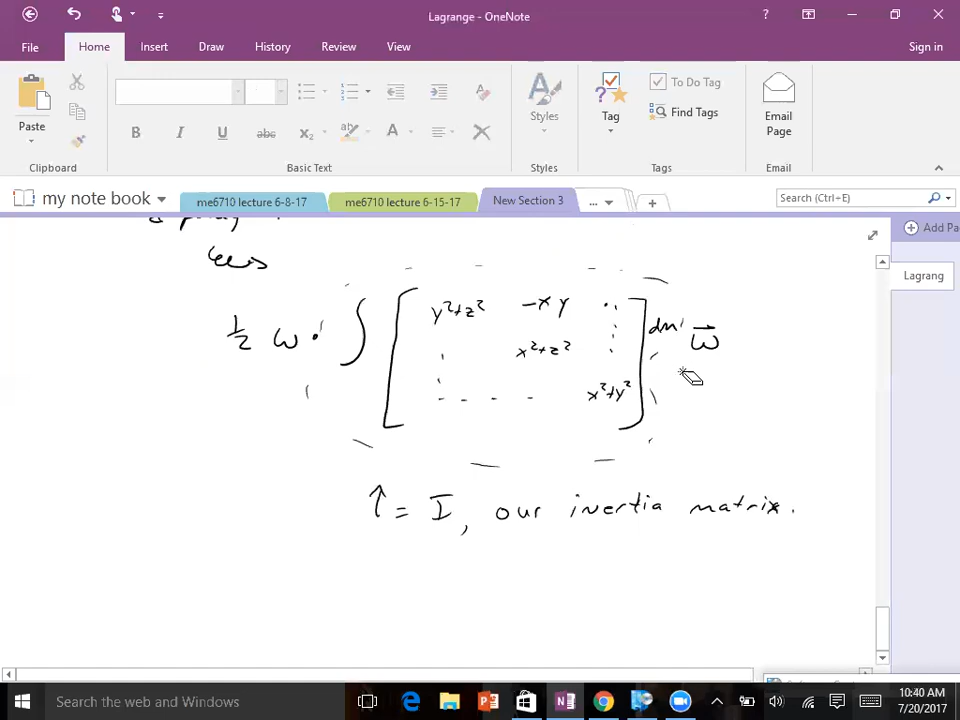 Lagrange - OneNote
File Home Insert Draw History Review View Sign in
Paste
Clipboard
B I U abc x₂ A
Basic Text
Styles
Styles
Tag
To Do Tag
Find Tags
Tags
Email Page
Email
my note book me6710 lecture 6-8-17 me6710 lecture 6-15-17 New Section 3 ... Search (Ctrl+E)
Add Pa
Lagrang
½ ω · ∫ [ y²+z² -xy ..
x²+z²
x²+y² ] dm ω⃗
↑ = I, our inertia matrix.
Search the web and Windows
10:40 AM
7/20/2017